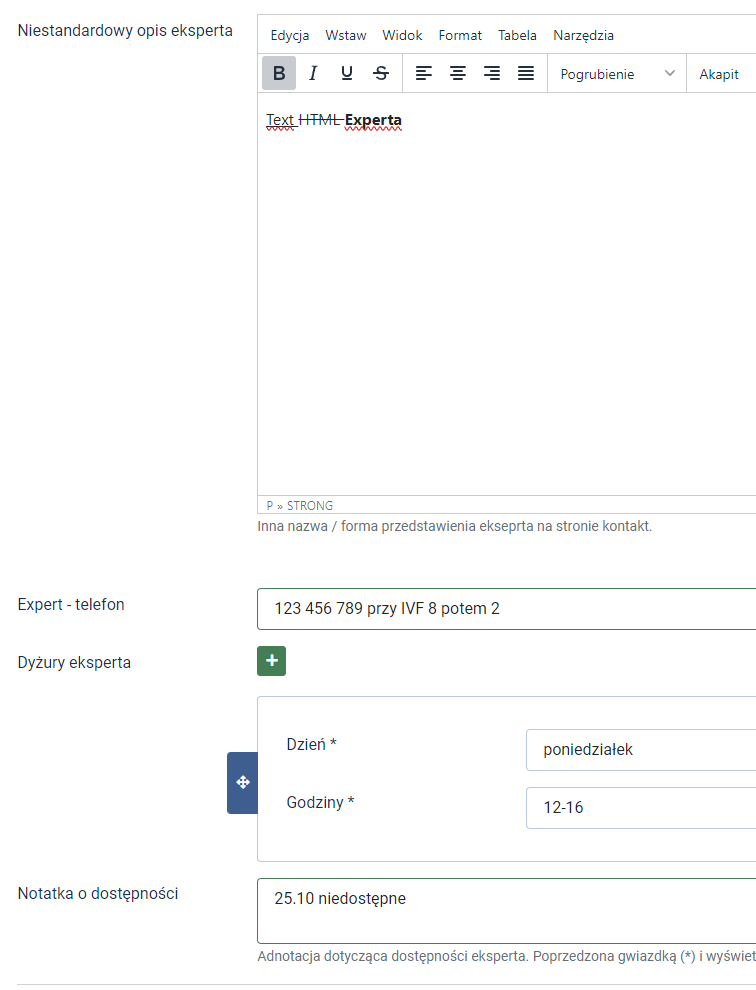 Niestandardowy opis eksperta
Edycja Wstaw Widok Format Tabela Narzędzia
B I U S Pogrubienie Akapit
Text HTML Experta
P » STRONG
Inna nazwa / forma przedstawienia ekseprta na stronie kontakt.
Expert - telefon
123 456 789 przy IVF 8 potem 2
Dyżury eksperta
+
Dzień *
poniedziałek
Godziny *
12-16
Notatka o dostępności
25.10 niedostępne
Adnotacja dotycząca dostępności eksperta. Poprzedzona gwiazdką (*) i wyświet